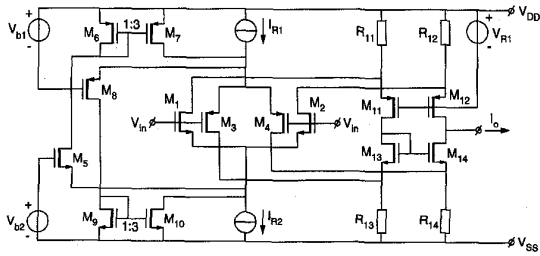 V_DD
+
V_b1
-
M_6
1:3
M_7
I_R1
R_11
R_12
+
V_R1
-
M_8
M_1
M_2
M_11
M_12
V_in
M_3
M_4
V_in
I_o
M_5
M_13
M_14
+
V_b2
-
M_9
1:3
M_10
I_R2
R_13
R_14
V_SS